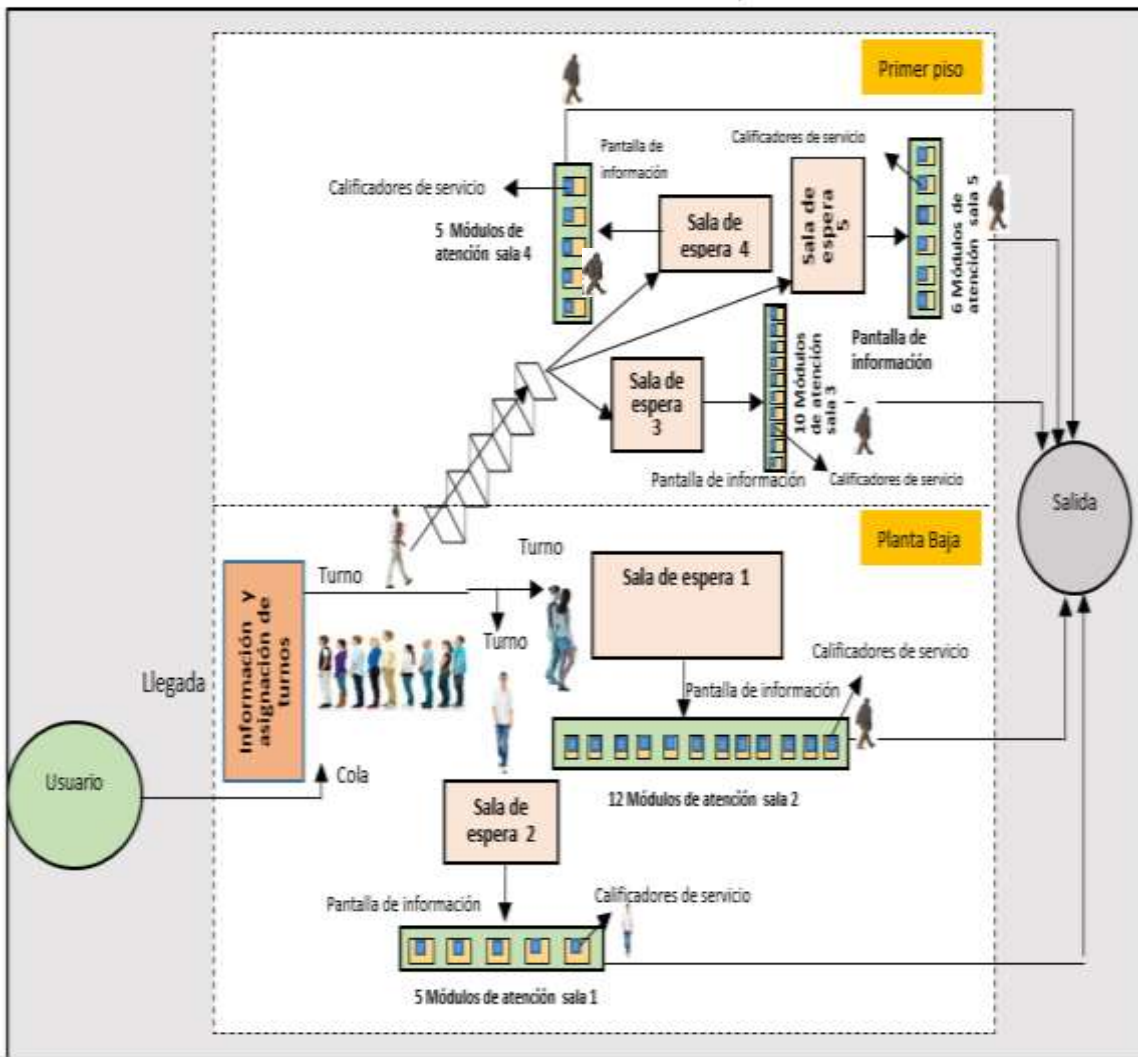 Primer piso
Calificadores de servicio
Pantalla de
información
Calificadores de servicio
5 Módulos de
atención sala 4
Sala de
espera 4
Sala de
espera
5
6 Módulos de
atención sala 5
Pantalla de
información
Sala de
espera
3
10 Módulos
de atención
sala 3
Pantalla de información
Calificadores de servicio
Salida
Planta Baja
Turno
Turno
Sala de espera 1
Información y
asignación de
turnos
Turno
Calificadores de servicio
Llegada
Pantalla de información
Usuario
Cola
12 Módulos de atención sala 2
Sala de
espera 2
Pantalla de información
Calificadores de servicio
5 Módulos de atención sala 1